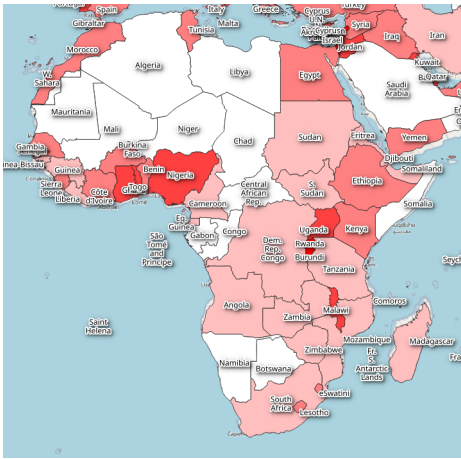 Spain
Italy
Greece
Cyprus
U.N.
Turkey
Gibraltar
Malta
Syria
Iraq
Iran
Tunisia
Israel
Jordan
Morocco
Algeria
Libya
Egypt
Kuwait
Qatar
W.
Sahara
Saudi
Arabia
Mauritania
Mali
Niger
Chad
Sudan
Eritrea
Yemen
Gambia
Burkina
Faso
Djibouti
Guinea
Benin
Nigeria
Somaliland
Togo
Sierra
Leone
Côte
d'Ivoire
Central
African
Rep.
S.
Sudan
Ethiopia
Liberia
Lome
Cameroon
Somalia
Eq.
Guinea
Gabon
Congo
Uganda
Kenya
São
Tomé
and
Principe
Dem.
Rep.
Congo
Rwanda
Burundi
Tanzania
Angola
Malawi
Comoros
Zambia
Saint
Helena
Mozambique
Madagascar
Zimbabwe
Fr.
S.
Antarctic
Lands
Namibia
Botswana
eSwatini
South
Africa
Lesotho